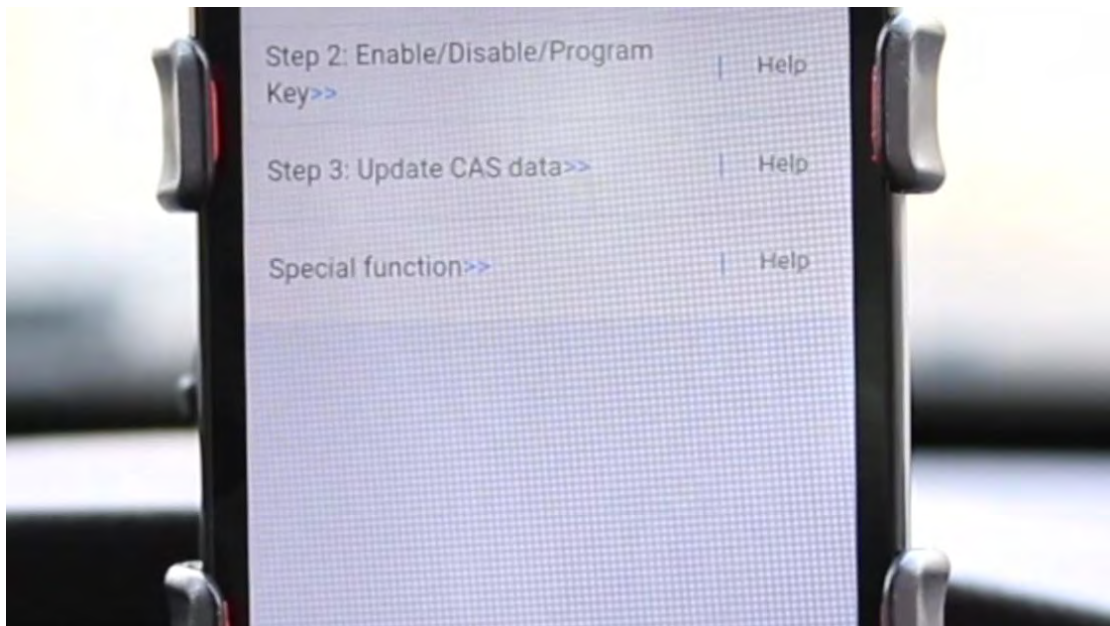 Step 2: Enable/Disable/Program | Help
Key>>
Step 3: Update CAS data>> | Help
Special function>> | Help